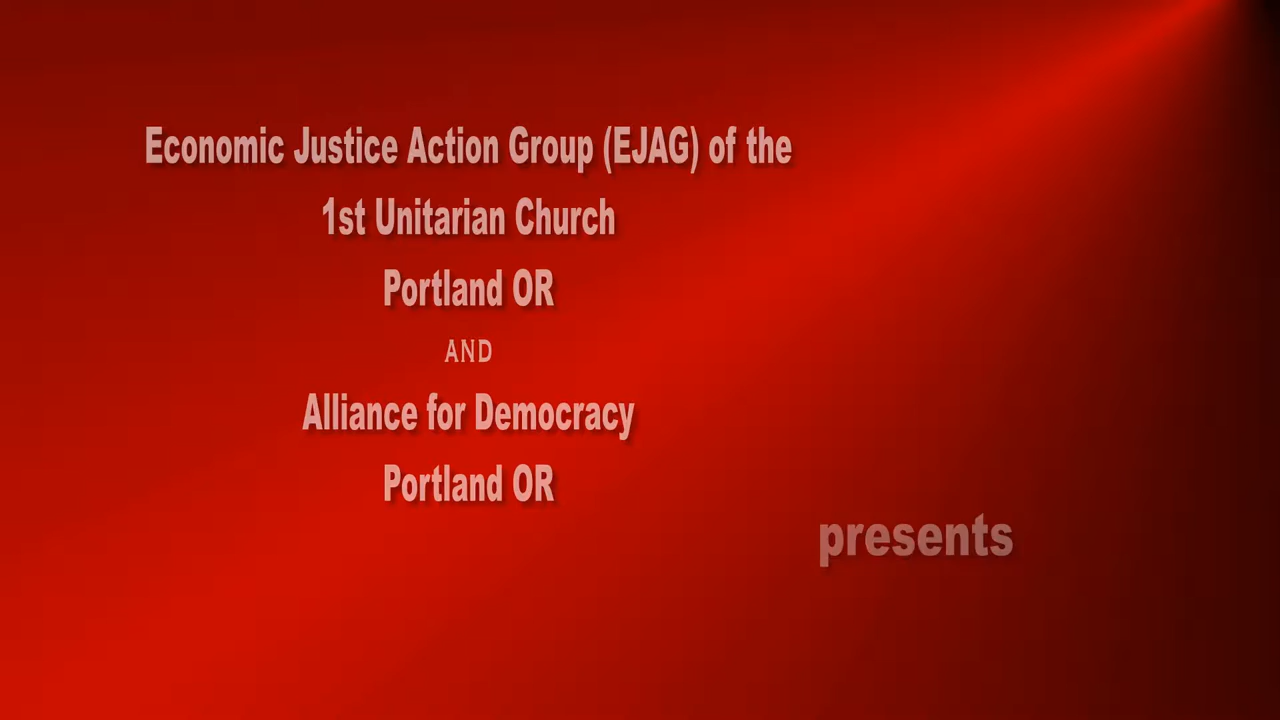 Economic Justice Action Group (EJAG) of the
1st Unitarian Church
Portland OR
AND
Alliance for Democracy
Portland OR
presents